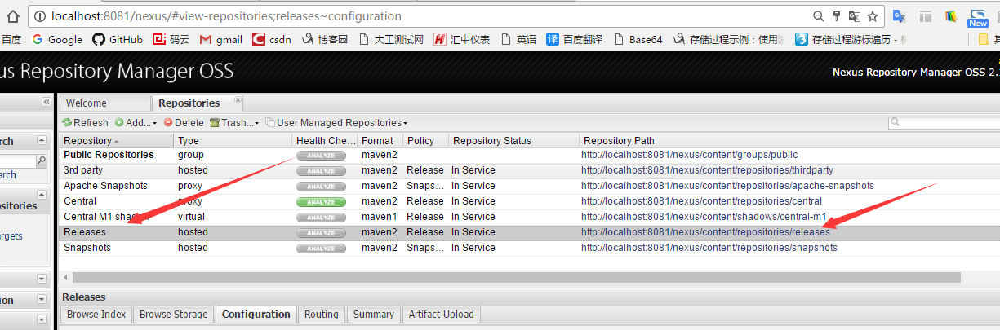 localhost:8081/nexus/#view-repositories;releases~configuration
百度 Google GitHub 码云 gmail csdn 博客园 大工测试网 汇中仪表 英语 百度翻译 Base64 存储过程示例：使用 存储过程游标遍历 -
New
us Repository Manager OSS
Nexus Repository Manager OSS 2.
Welcome Repositories
Refresh Add... Delete Trash... User Managed Repositories
Repository Type Health Che... Format Policy Repository Status Repository Path
Public Repositories group ANALYZE maven2 http://localhost:8081/nexus/content/groups/public
3rd party hosted ANALYZE maven2 Release In Service http://localhost:8081/nexus/content/repositories/thirdparty
Apache Snapshots proxy ANALYZE maven2 Snaps... In Service http://localhost:8081/nexus/content/repositories/apache-snapshots
Central proxy ANALYZE maven2 Release In Service http://localhost:8081/nexus/content/repositories/central
Central M1 shadow virtual maven1 Release In Service http://localhost:8081/nexus/content/shadows/central-m1
Releases hosted ANALYZE maven2 Release In Service http://localhost:8081/nexus/content/repositories/releases
Snapshots hosted ANALYZE maven2 Snaps... In Service http://localhost:8081/nexus/content/repositories/snapshots
rch
arch
ositories
argets
ion
Releases
Browse Index Browse Storage Configuration Routing Summary Artifact Upload